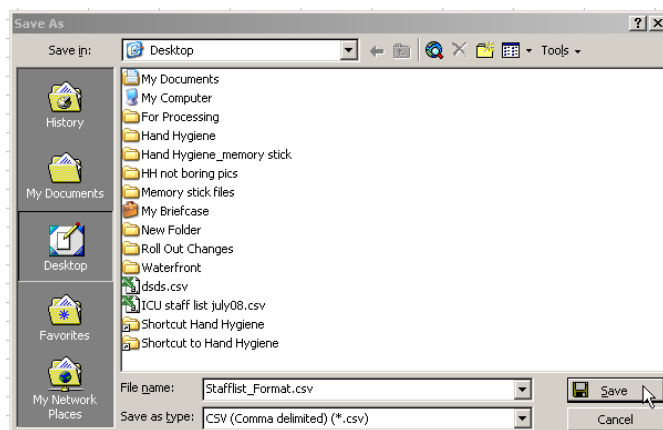 Save As
Save in:
Desktop
Tools
History
My Documents
Desktop
Favorites
My Network
Places
My Documents
My Computer
For Processing
Hand Hygiene
Hand Hygiene_memory stick
HH not boring pics
Memory stick files
My Briefcase
New Folder
Roll Out Changes
Waterfront
dsds.csv
ICU staff list july08.csv
Shortcut Hand Hygiene
Shortcut to Hand Hygiene
File name:
Stafflist_Format.csv
Save
Save as type:
CSV (Comma delimited) (*.csv)
Cancel